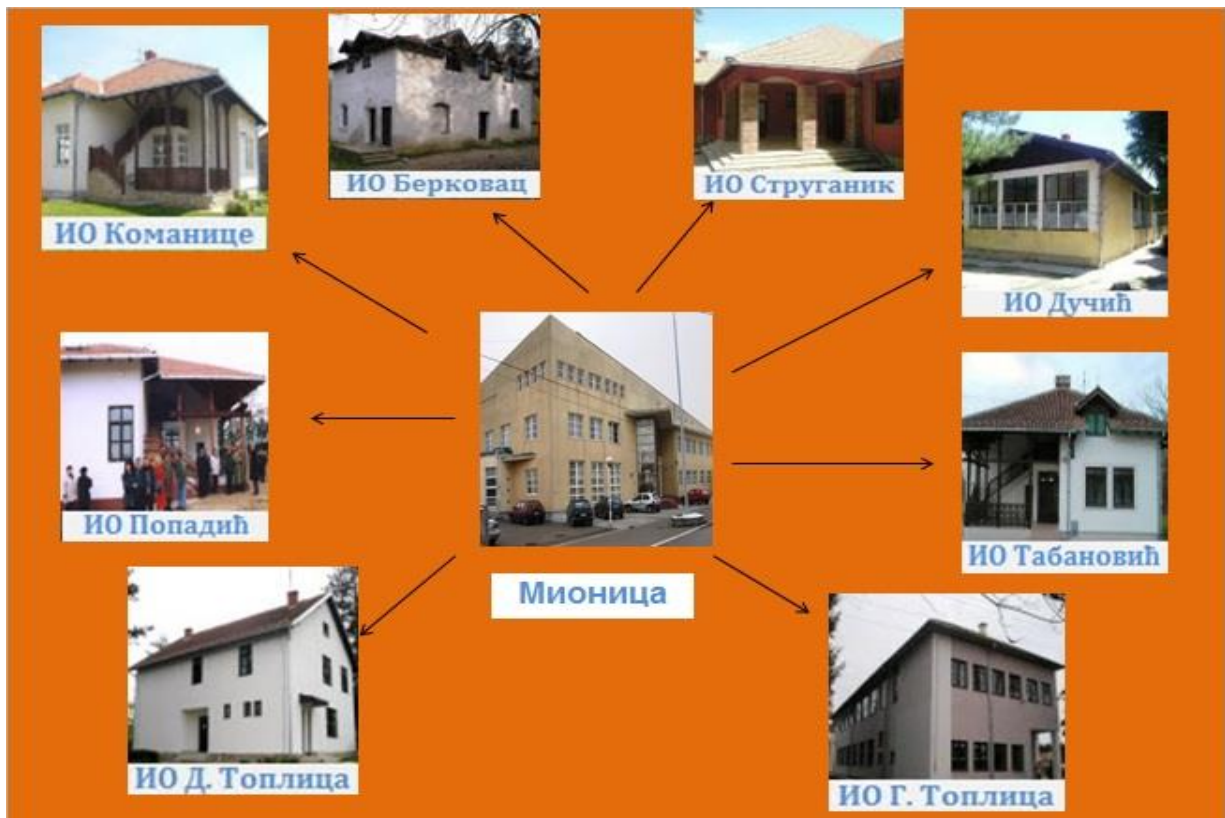 ИО Берковац
ИО Струганик
ИО Команице
ИО Дучић
ИО Попадић
ИО Табановић
Мионица
ИО Д. Топлица
ИО Г. Топлица